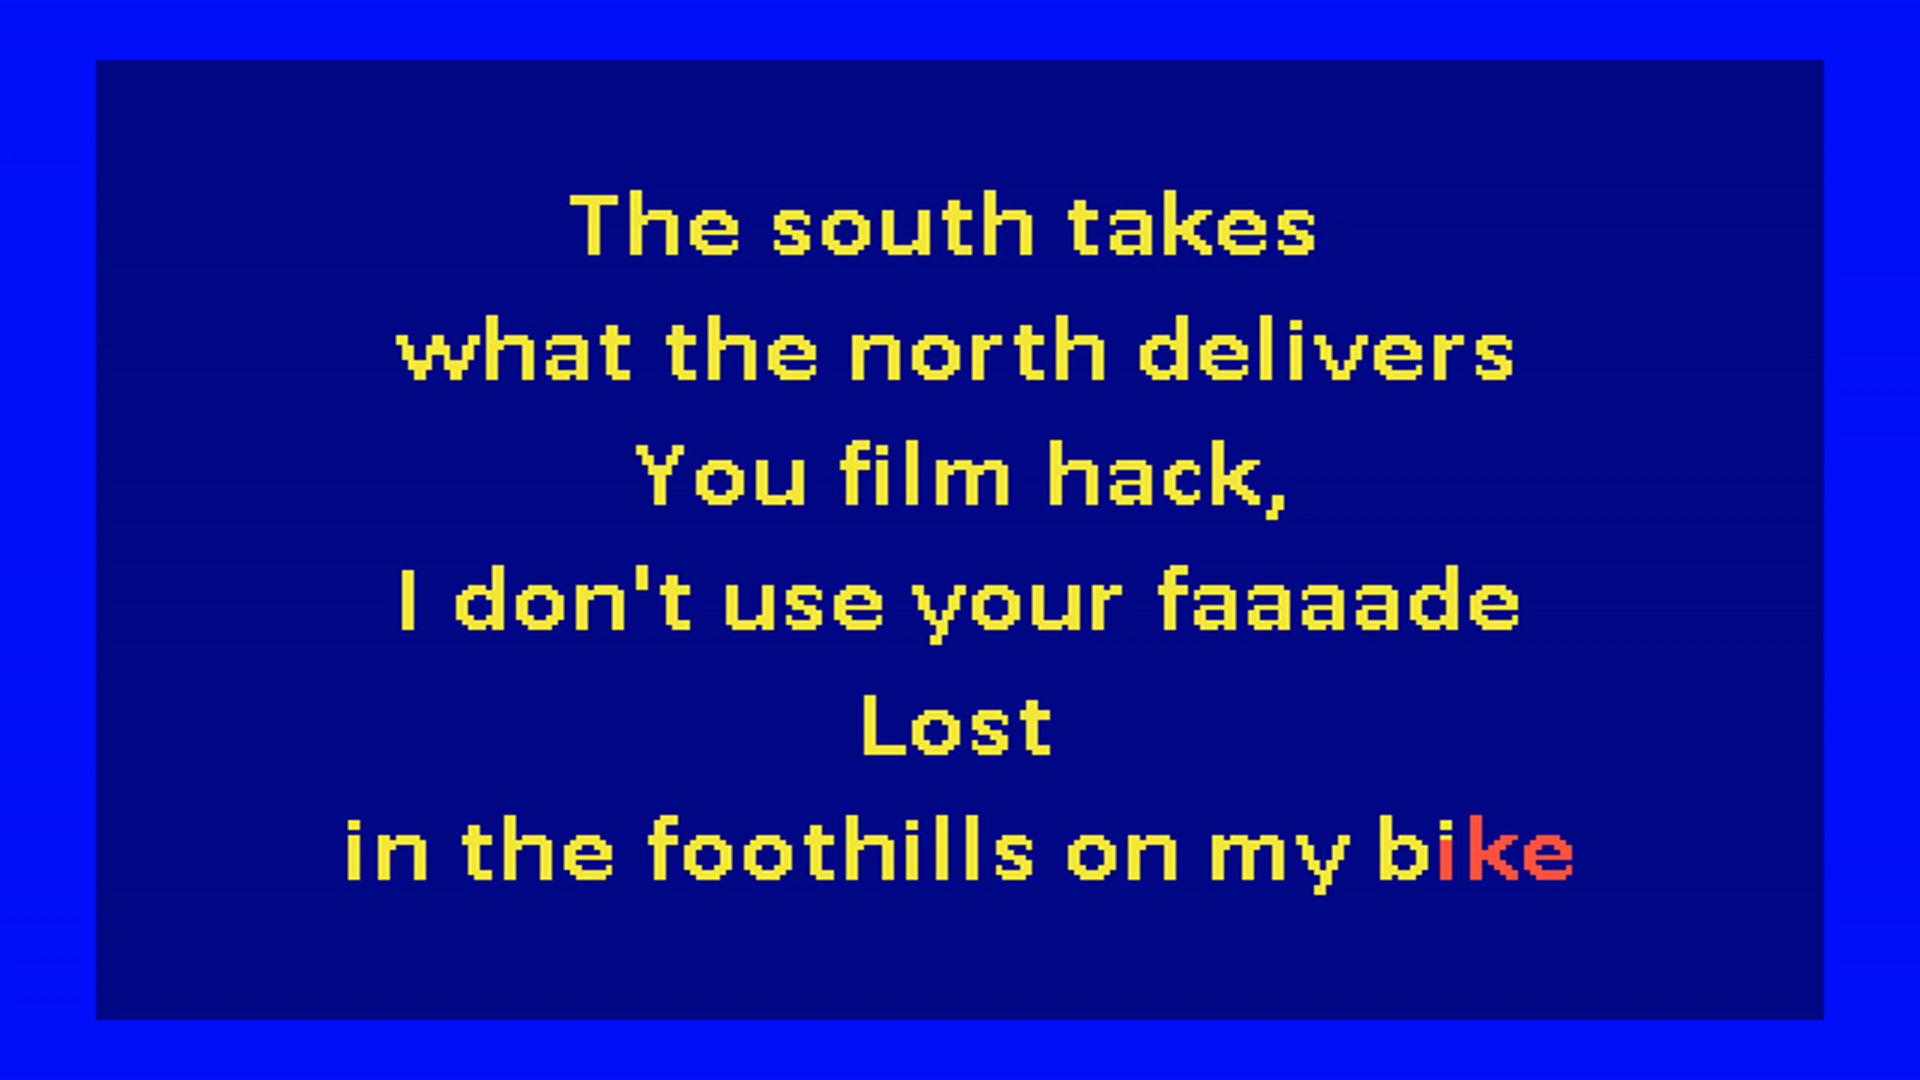 The south takes
what the north delivers
You film hack,
I don't use your faaaade
Lost
in the foothills on my bike